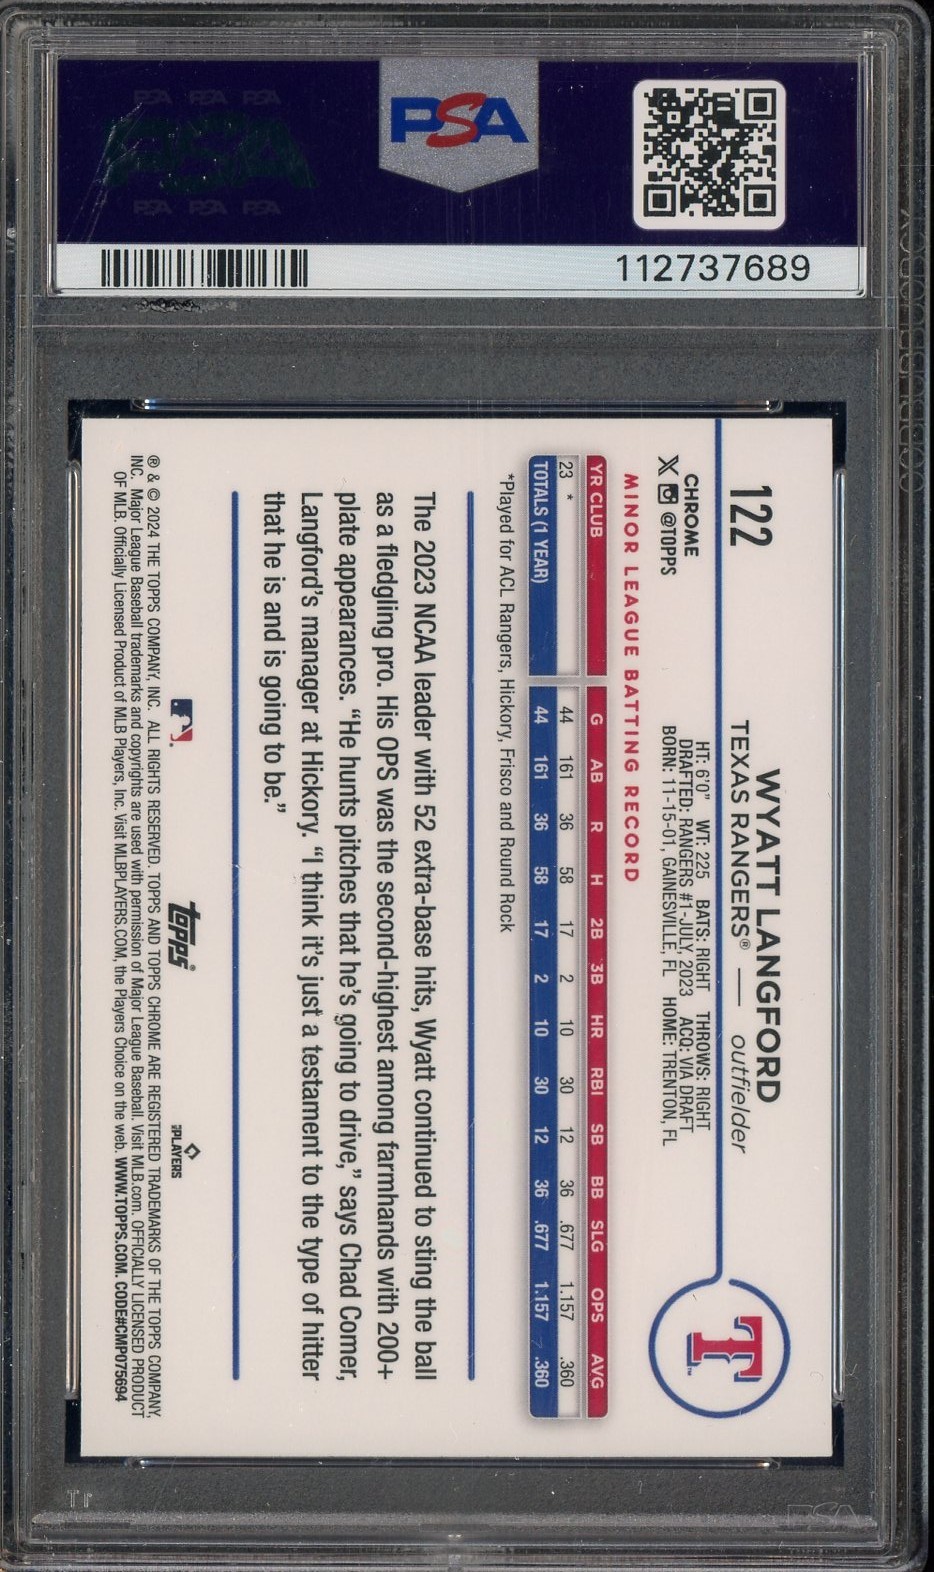 PSA PSA PSA
PSA
PSA PSA PSA
PSA
112737689
122
WYATT LANGFORD
TEXAS RANGERS® — outfielder
CHROME
X @TOPPS
HT: 6'0" WT: 225 BATS: RIGHT THROWS: RIGHT
DRAFTED: RANGERS #1-JULY, 2023 ACQ: VIA DRAFT
BORN: 11-15-01, GAINESVILLE, FL HOME: TRENTON, FL
T™
MINOR LEAGUE BATTING RECORD
YR CLUB G AB R H 2B 3B HR RBI SB BB SLG OPS AVG
23 * 44 161 36 58 17 2 10 30 12 36 .677 1.157 .360
TOTALS (1 YEAR) 44 161 36 58 17 2 10 30 12 36 .677 1.157 .360
*Played for ACL Rangers, Hickory, Frisco and Round Rock
The 2023 NCAA leader with 52 extra-base hits, Wyatt continued to sting the ball
as a fledgling pro. His OPS was the second-highest among farmhands with 200+
plate appearances. “He hunts pitches that he’s going to drive,” says Chad Comer,
Langford’s manager at Hickory. “I think it’s just a testament to the type of hitter
that he is and is going to be.”
topps®
PLAYERS
® & © 2024 THE TOPPS COMPANY, INC. ALL RIGHTS RESERVED. TOPPS AND TOPPS CHROME ARE REGISTERED TRADEMARKS OF THE TOPPS COMPANY,
INC. Major League Baseball trademarks and copyrights are used with permission of Major League Baseball. Visit MLB.com. OFFICIALLY LICENSED PRODUCT
OF MLB. Officially Licensed Product of MLB Players, Inc. Visit MLBPLAYERS.COM, the Players Choice on the web. WWW.TOPPS.COM. CODE#CMP075694
PSA